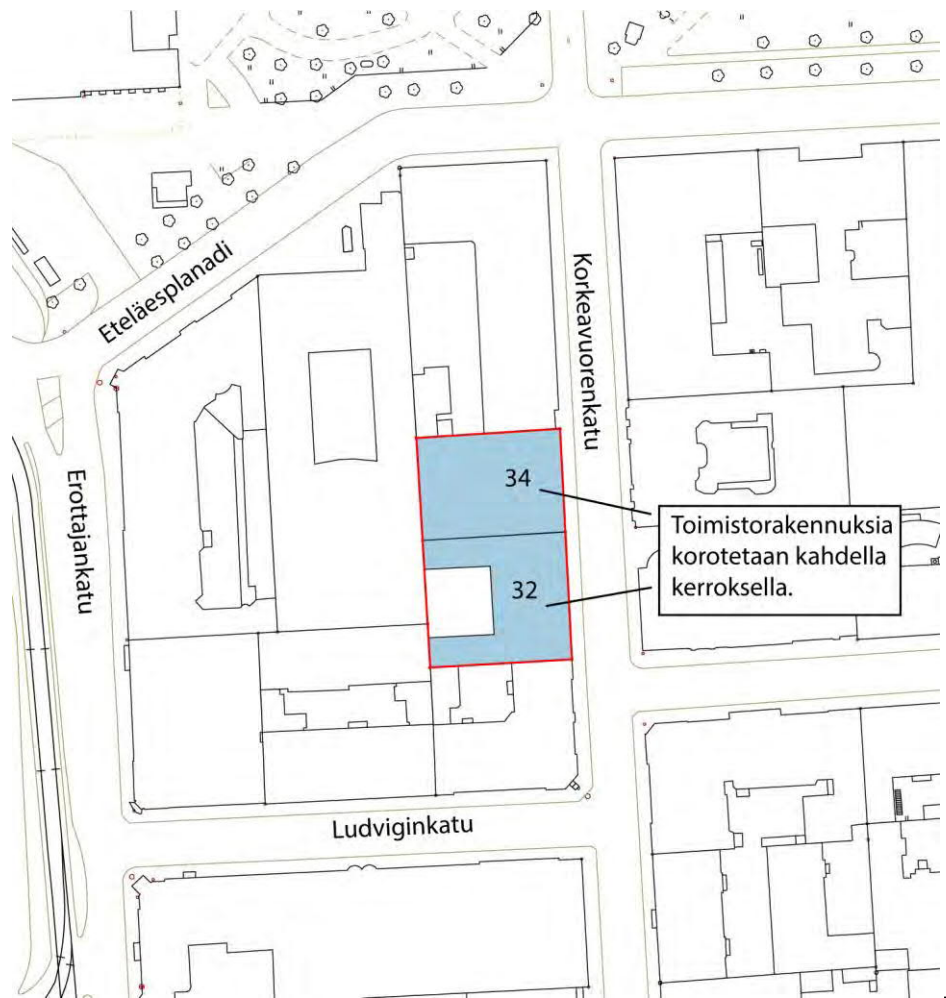 Eteläesplanadi
Korkeavuorenkatu
Erottajankatu
34
32
Toimistorakennuksia
korotetaan kahdella
kerroksella.
Ludviginkatu